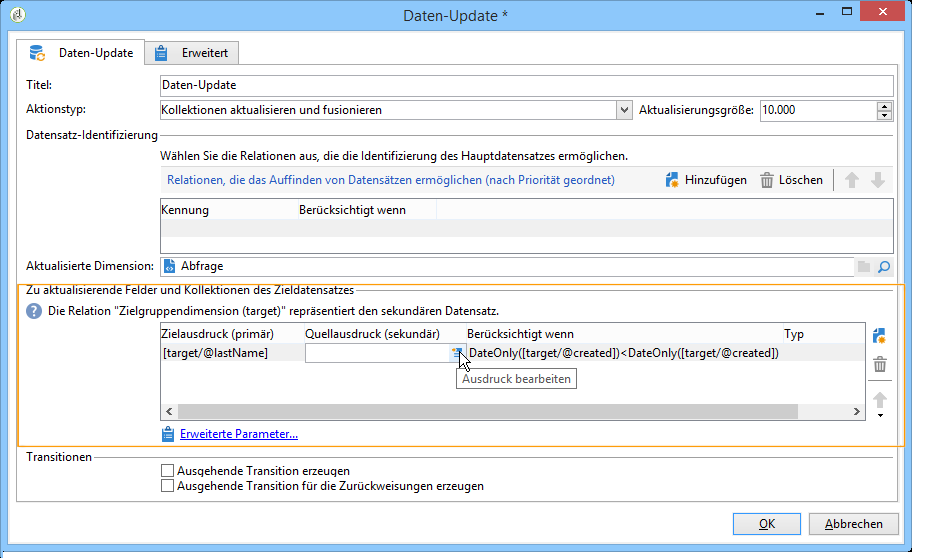 Daten-Update *
Daten-Update Erweitert
Titel: Daten-Update
Aktionstyp: Kollektionen aktualisieren und fusionieren Aktualisierungsgröße: 10.000
Datensatz-Identifizierung
Wählen Sie die Relationen aus, die die Identifizierung des Hauptdatensatzes ermöglichen.
Relationen, die das Auffinden von Datensätzen ermöglichen (nach Priorität geordnet) Hinzufügen Löschen
Kennung Berücksichtigt wenn
Aktualisierte Dimension: Abfrage
Zu aktualisierende Felder und Kollektionen des Zieldatensatzes
Die Relation "Zielgruppendimension (target)" repräsentiert den sekundären Datensatz.
Zielausdruck (primär) Quellausdruck (sekundär) Berücksichtigt wenn Typ
[target/@lastName] DateOnly([target/@created])<DateOnly([target/@created])
Ausdruck bearbeiten
Erweiterte Parameter...
Transitionen
Ausgehende Transition erzeugen
Ausgehende Transition für die Zurückweisungen erzeugen
OK Abbrechen